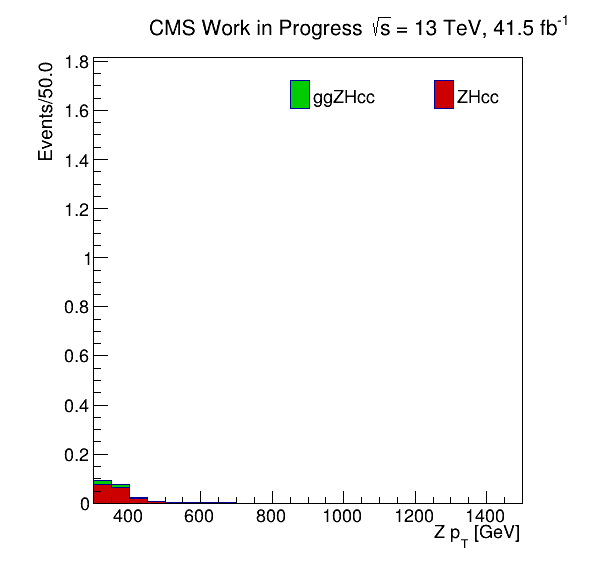 CMS Work in Progress √s = 13 TeV, 41.5 fb⁻¹
Events/50.0
ggZHcc ZHcc
1.8
1.6
1.4
1.2
1
0.8
0.6
0.4
0.2
0
400 600 800 1000 1200 1400
Z p_T [GeV]